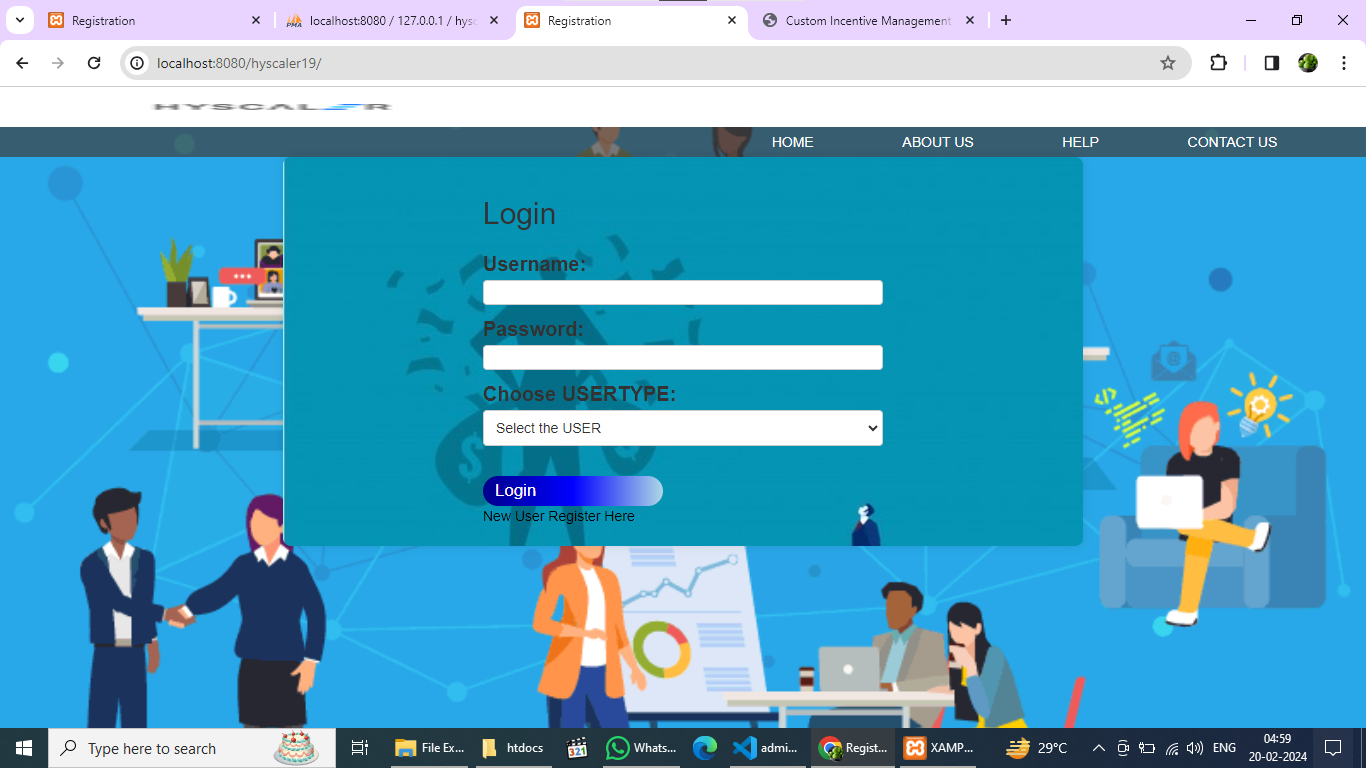 Registration
localhost:8080 / 127.0.0.1 / hysc
Registration
Custom Incentive Management
localhost:8080/hyscaler19/
HYSCALER
HOME ABOUT US HELP CONTACT US
Login
Username:
Password:
Choose USERTYPE:
Select the USER
Login
New User Register Here
Type here to search
File Ex...
htdocs
321
Whats...
admi...
Regist...
XAMP...
29°C
ENG
04:59
20-02-2024